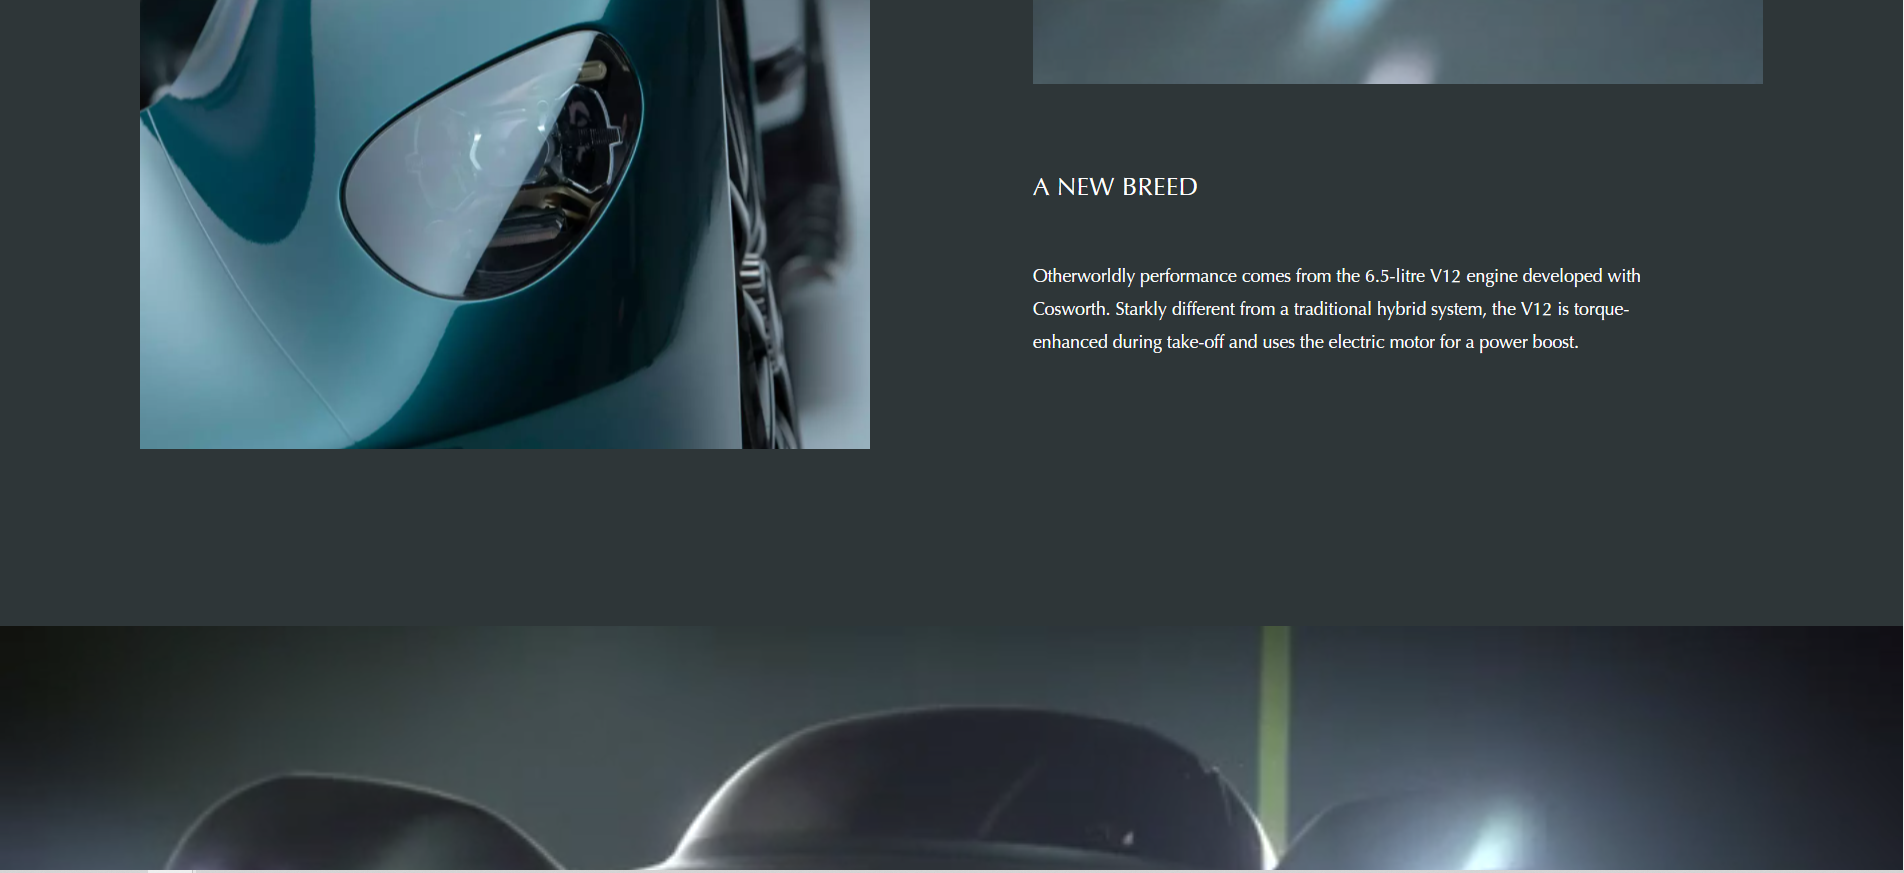 A NEW BREED
Otherworldly performance comes from the 6.5-litre V12 engine developed with
Cosworth. Starkly different from a traditional hybrid system, the V12 is torque-
enhanced during take-off and uses the electric motor for a power boost.